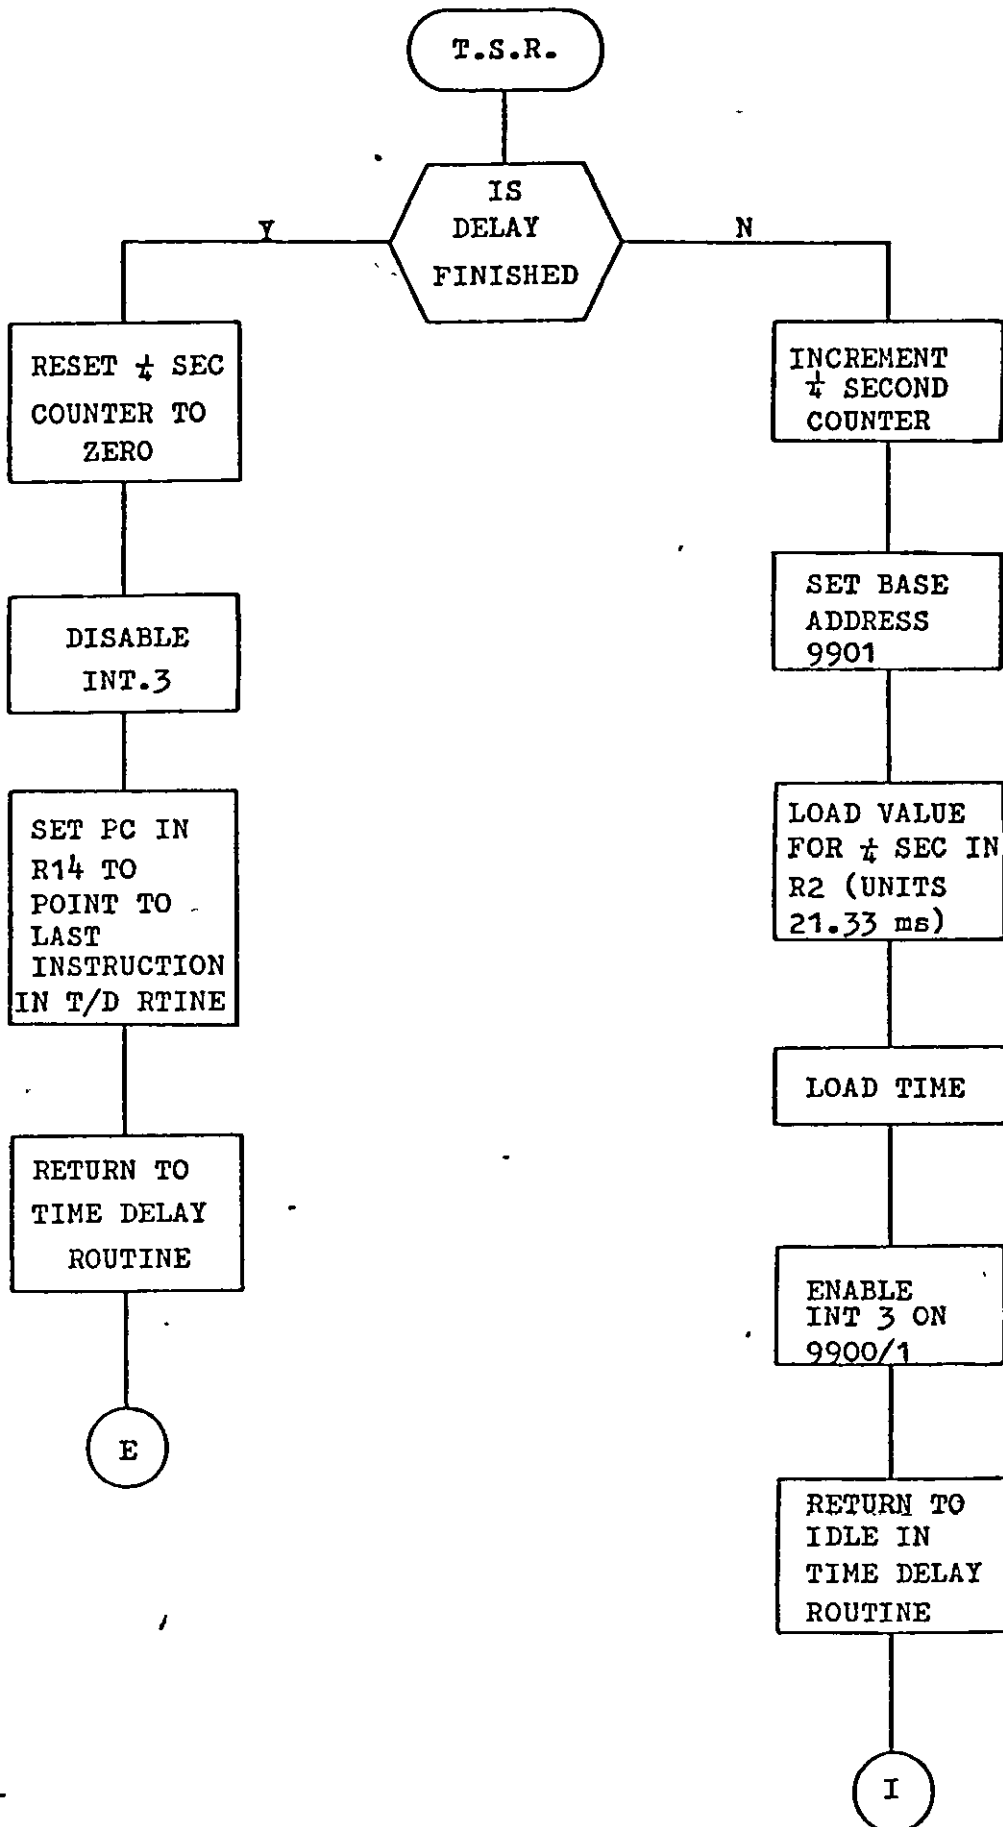 T.S.R.
IS
DELAY
FINISHED
Y
N
RESET ¼ SEC
COUNTER TO
ZERO
DISABLE
INT.3
SET PC IN
R14 TO
POINT TO
LAST
INSTRUCTION
IN T/D RTINE
RETURN TO
TIME DELAY
ROUTINE
E
INCREMENT
¼ SECOND
COUNTER
SET BASE
ADDRESS
9901
LOAD VALUE
FOR ¼ SEC IN
R2 (UNITS
21.33 ms)
LOAD TIME
ENABLE
INT 3 ON
9900/1
RETURN TO
IDLE IN
TIME DELAY
ROUTINE
I